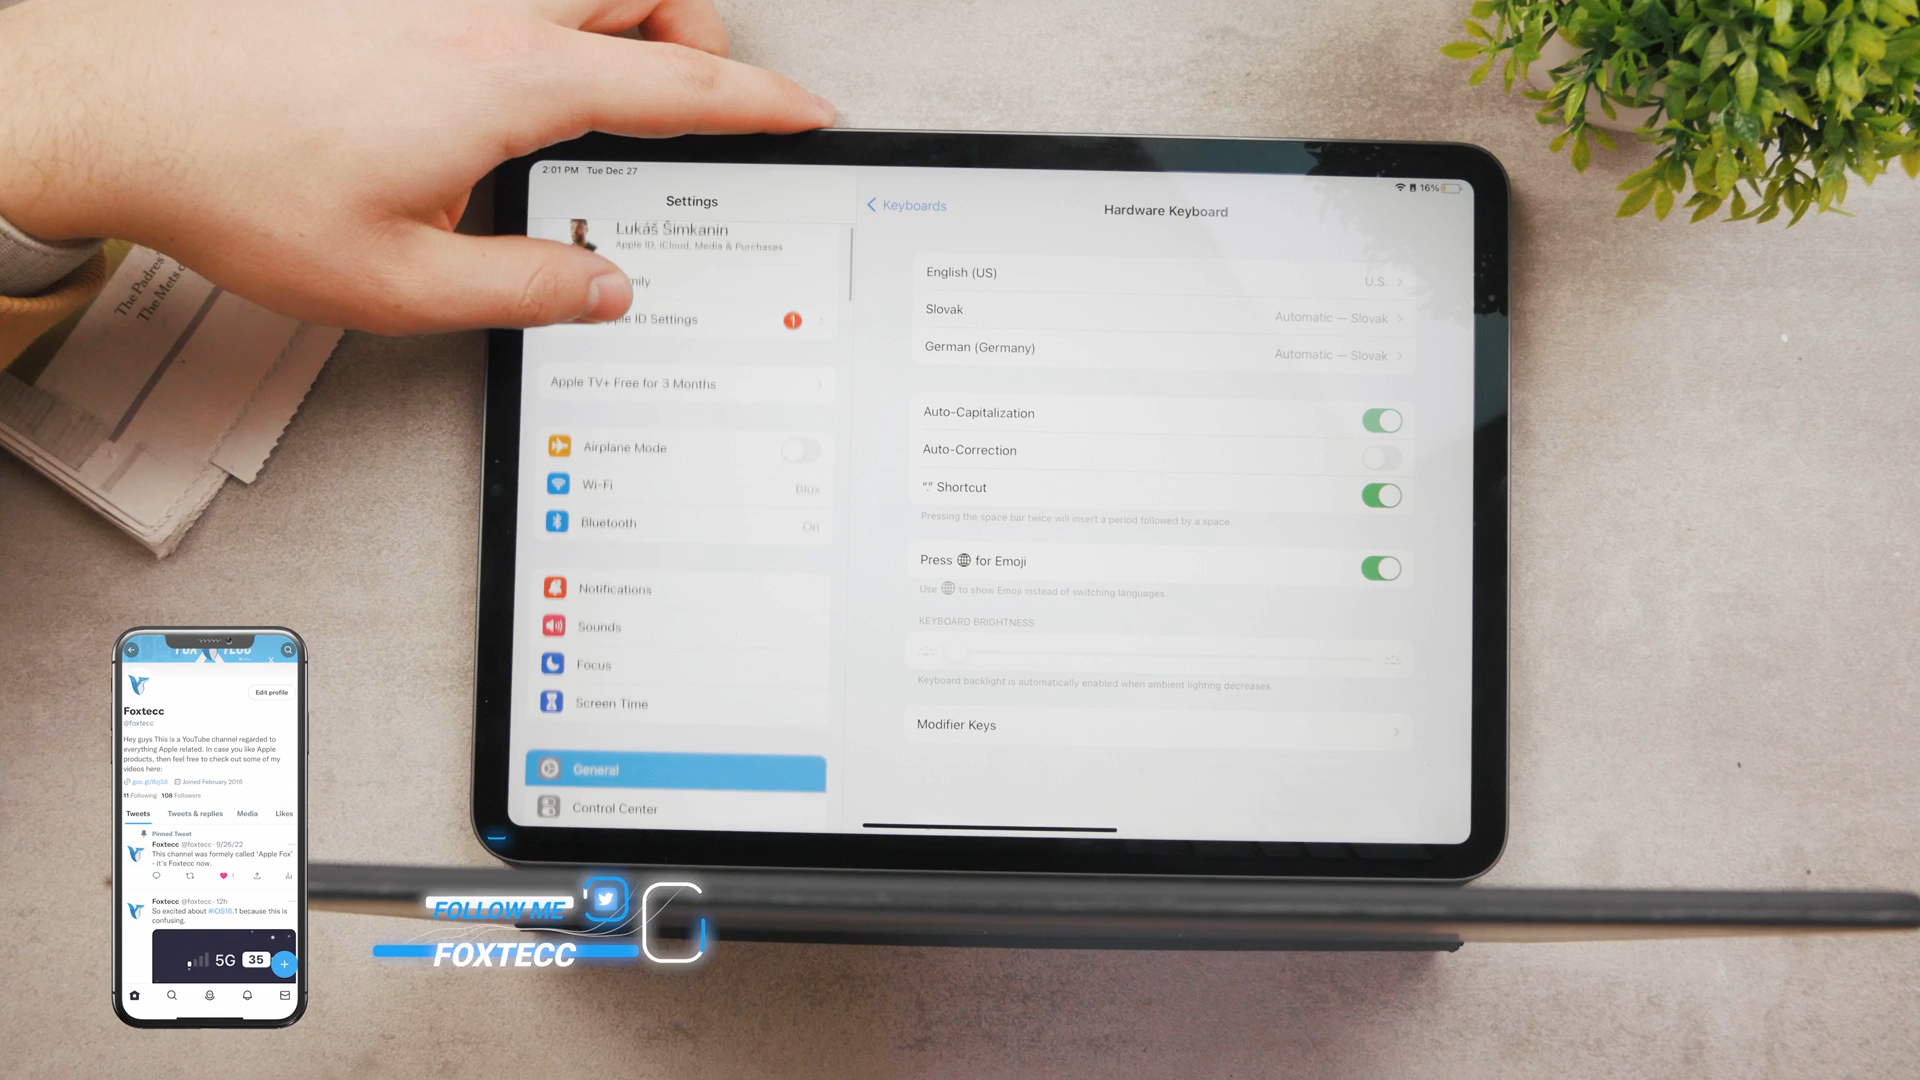 The Padres
The Mets
2:01 PM Tue Dec 27
16%
Settings
Lukáš Šimkanin
Apple ID, iCloud, Media & Purchases
mily
ple ID Settings
1
Apple TV+ Free for 3 Months
Airplane Mode
Wi-Fi
Blux
Bluetooth
On
Notifications
Sounds
Focus
Screen Time
General
Control Center
Keyboards
Hardware Keyboard
English (US)
U.S.
Slovak
Automatic — Slovak
German (Germany)
Automatic — Slovak
Auto-Capitalization
Auto-Correction
“.” Shortcut
Pressing the space bar twice will insert a period followed by a space.
Press 🌐 for Emoji
Use 🌐 to show Emoji instead of switching languages.
KEYBOARD BRIGHTNESS
Keyboard backlight is automatically enabled when ambient lighting decreases.
Modifier Keys
Edit profile
Foxtecc
@foxtecc
Hey guys This is a YouTube channel regarded to
everything Apple related. In case you like Apple
products, then feel free to check out some of my
videos here:
Joined February 2016
11 Following 108 Followers
Tweets
Tweets & replies
Media
Likes
Pinned Tweet
Foxtecc @foxtecc · 9/26/22
This channel was formely called 'Apple Fox'
- it's Foxtecc now.
1
Foxtecc @foxtecc · 12h
So excited about #iOS16.1 because this is
confusing.
5G 35
FOLLOW ME
FOXTECC